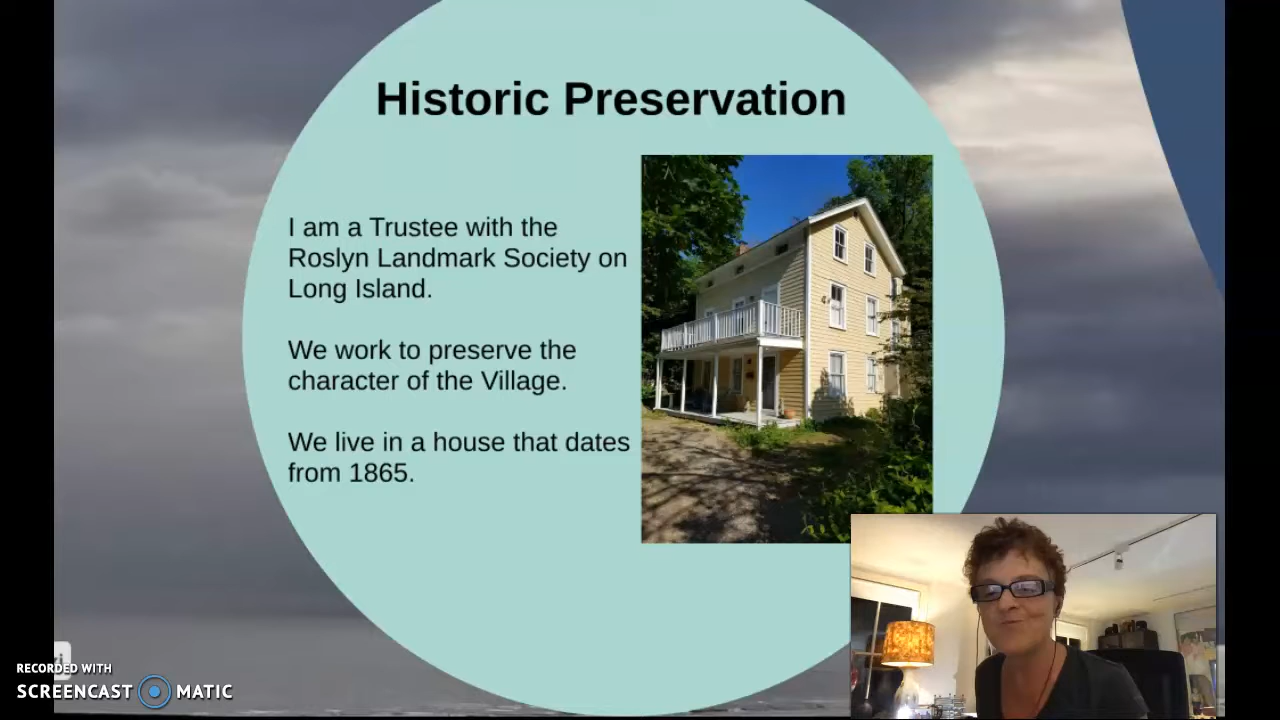 Historic Preservation
I am a Trustee with the
Roslyn Landmark Society on
Long Island.
We work to preserve the
character of the Village.
We live in a house that dates
from 1865.
RECORDED WITH
SCREENCAST MATIC